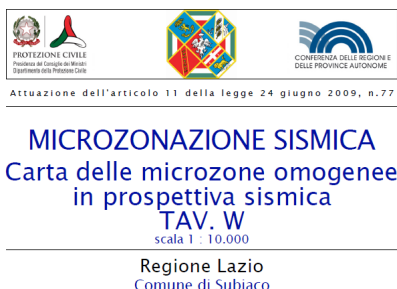 PROTEZIONE CIVILE
Presidenza del Consiglio dei Ministri
Dipartimento della Protezione Civile
CONFERENZA DELLE REGIONI E
DELLE PROVINCE AUTONOME
Attuazione dell'articolo 11 della legge 24 giugno 2009, n.77
MICROZONAZIONE SISMICA
Carta delle microzone omogenee
in prospettiva sismica
TAV. W
scala 1 : 10.000
Regione Lazio
Comune di Subiaco